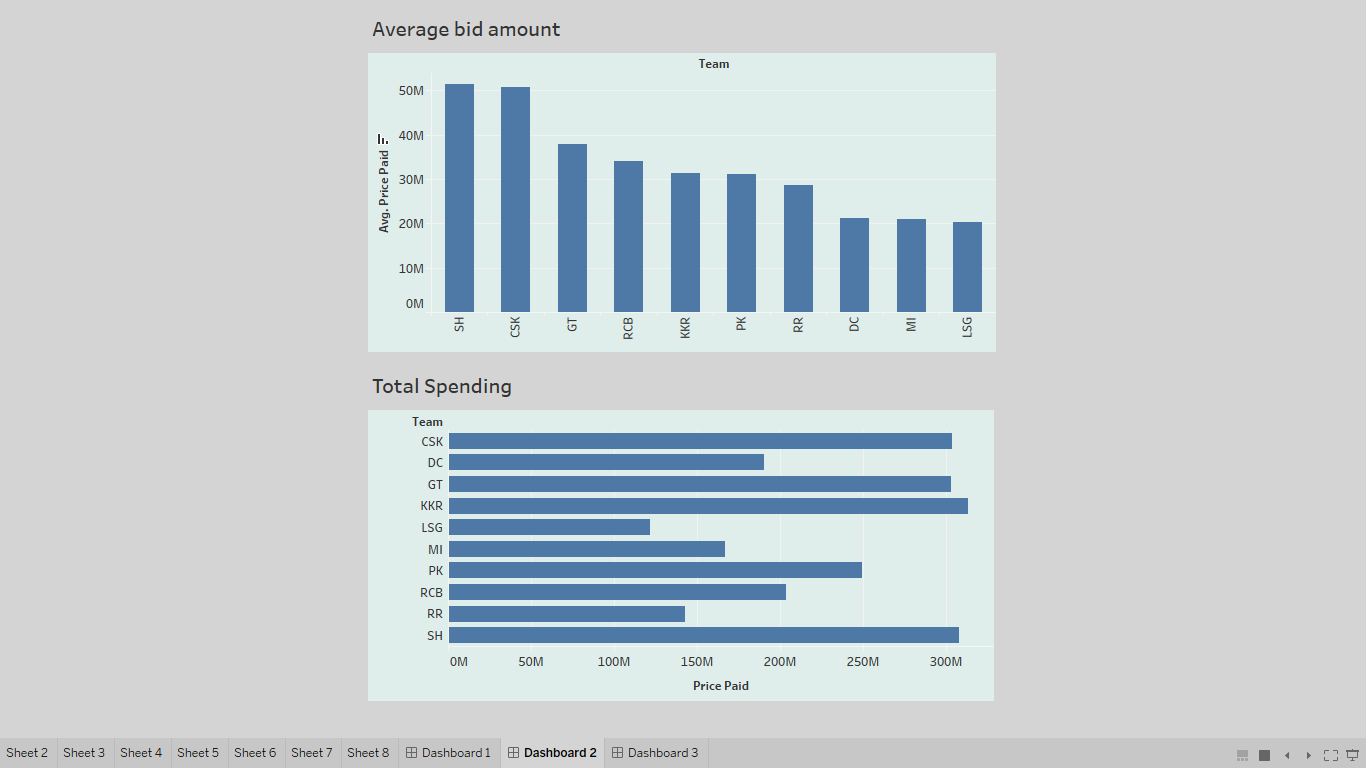 Average bid amount
Team
50M
40M
30M
20M
10M
0M
Avg. Price Paid
SH CSK GT RCB KKR PK RR DC MI LSG
Total Spending
Team
CSK
DC
GT
KKR
LSG
MI
PK
RCB
RR
SH
0M 50M 100M 150M 200M 250M 300M
Price Paid
Sheet 2 Sheet 3 Sheet 4 Sheet 5 Sheet 6 Sheet 7 Sheet 8 Dashboard 1 Dashboard 2 Dashboard 3